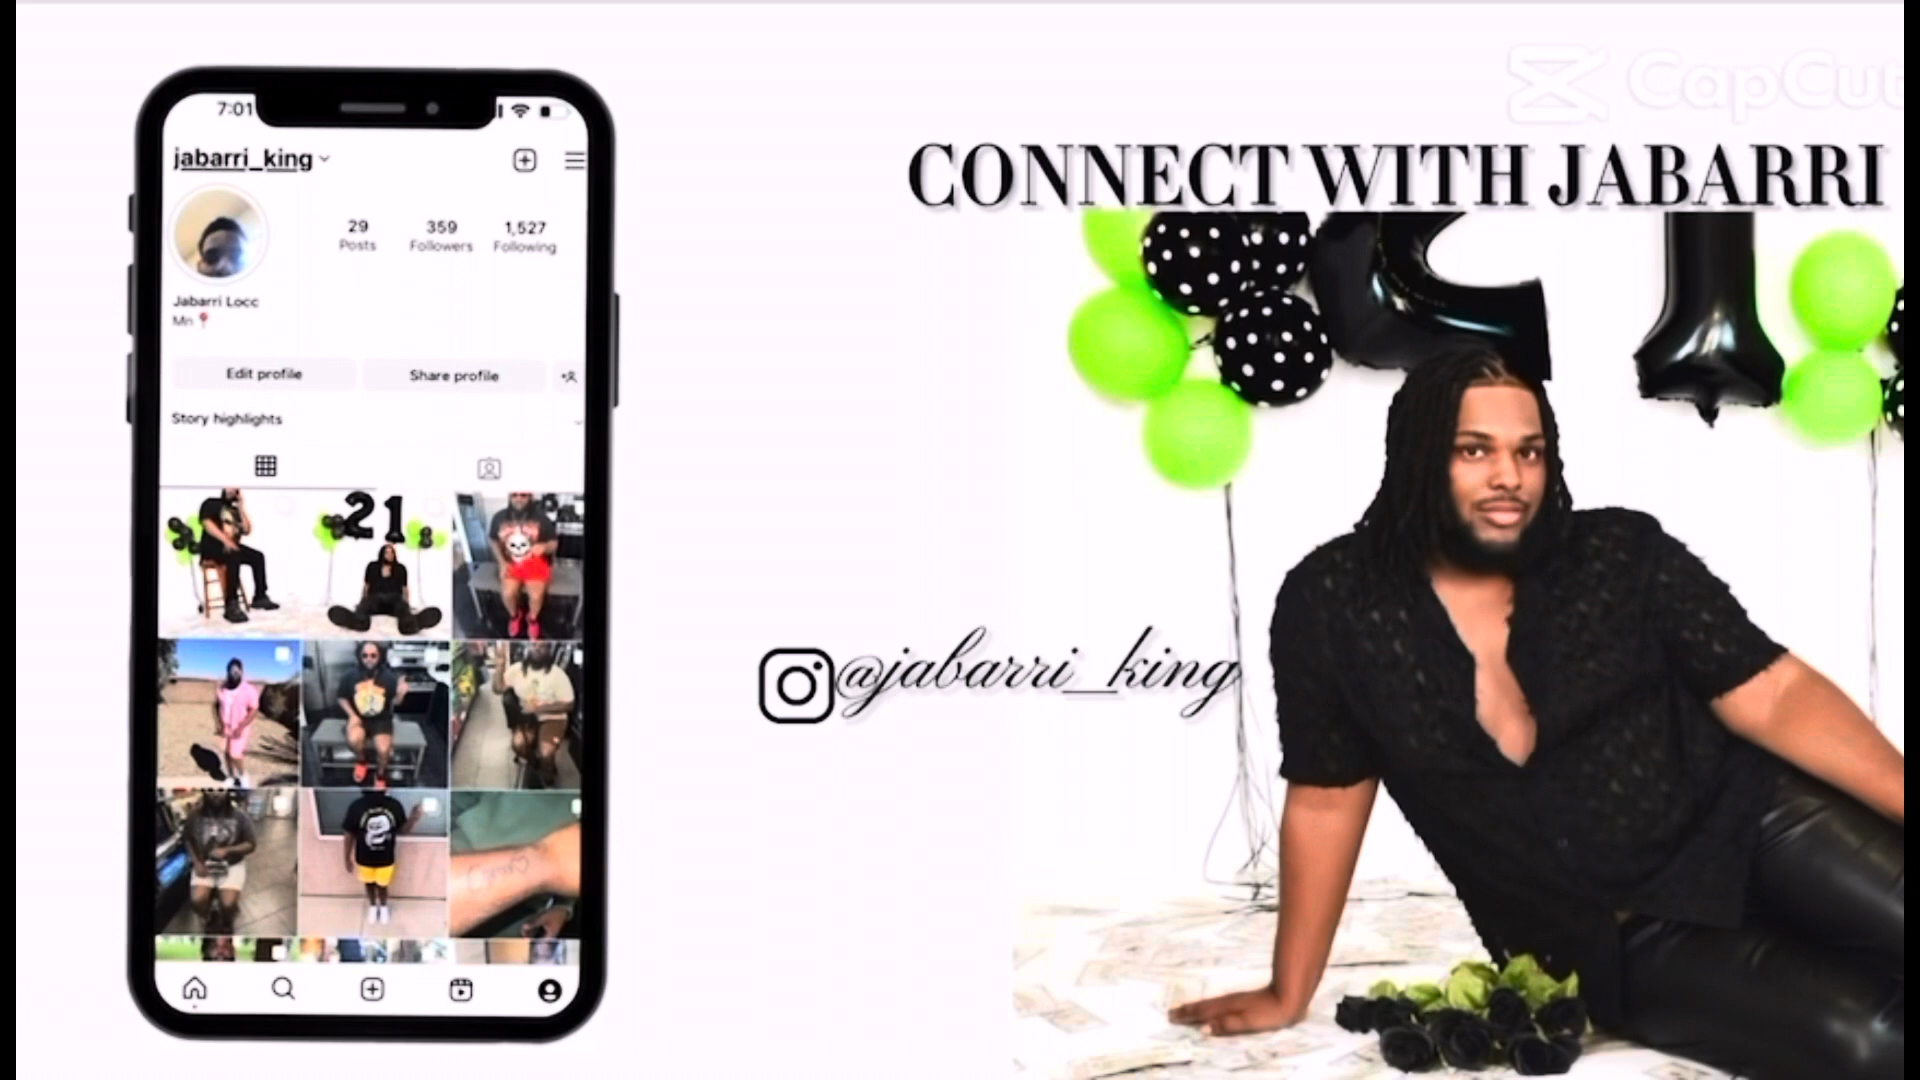 7:01
jabarri_king
29 Posts
359 Followers
1,527 Following
Jabarri Locc
Mn
Edit profile
Share profile
Story highlights
21
CapCut
CONNECT WITH JABARRI
21
@jabarri_king